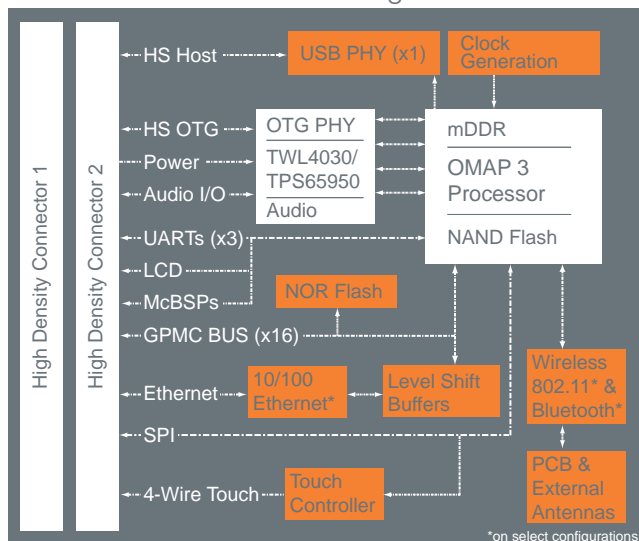 High Density Connector 1
High Density Connector 2
HS Host
USB PHY (x1)
Clock
Generation
HS OTG
Power
Audio I/O
OTG PHY
TWL4030/
TPS65950
Audio
mDDR
OMAP 3
Processor
NAND Flash
UARTs (x3)
LCD
McBSPs
NOR Flash
GPMC BUS (x16)
Ethernet
10/100
Ethernet*
Level Shift
Buffers
Wireless
802.11* &
Bluetooth*
SPI
4-Wire Touch
Touch
Controller
PCB &
External
Antennas
*on select configurations